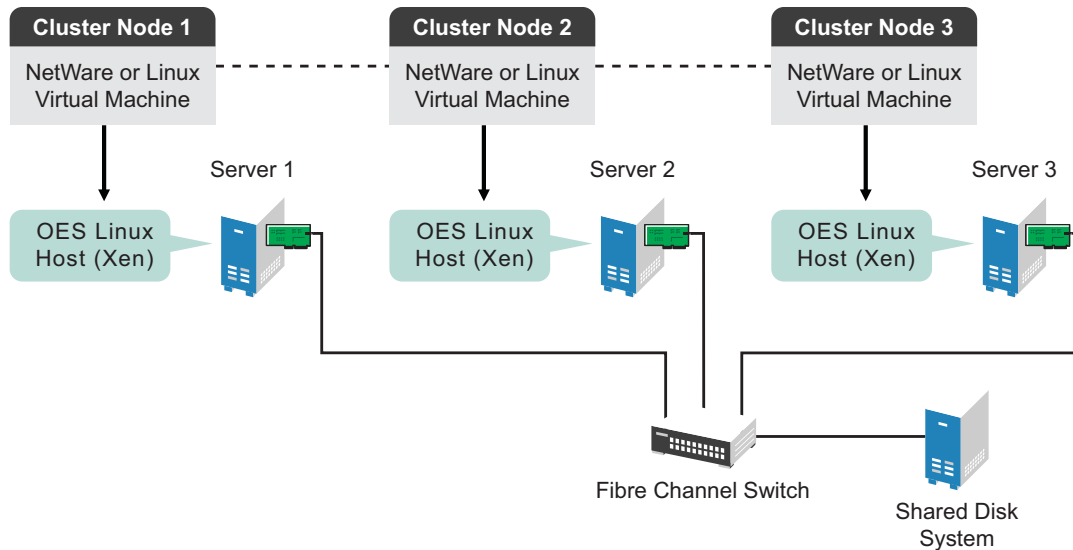 Cluster Node 1
NetWare or Linux
Virtual Machine
Cluster Node 2
NetWare or Linux
Virtual Machine
Cluster Node 3
NetWare or Linux
Virtual Machine
Server 1
OES Linux
Host (Xen)
Server 2
OES Linux
Host (Xen)
Server 3
OES Linux
Host (Xen)
Fibre Channel Switch
Shared Disk
System